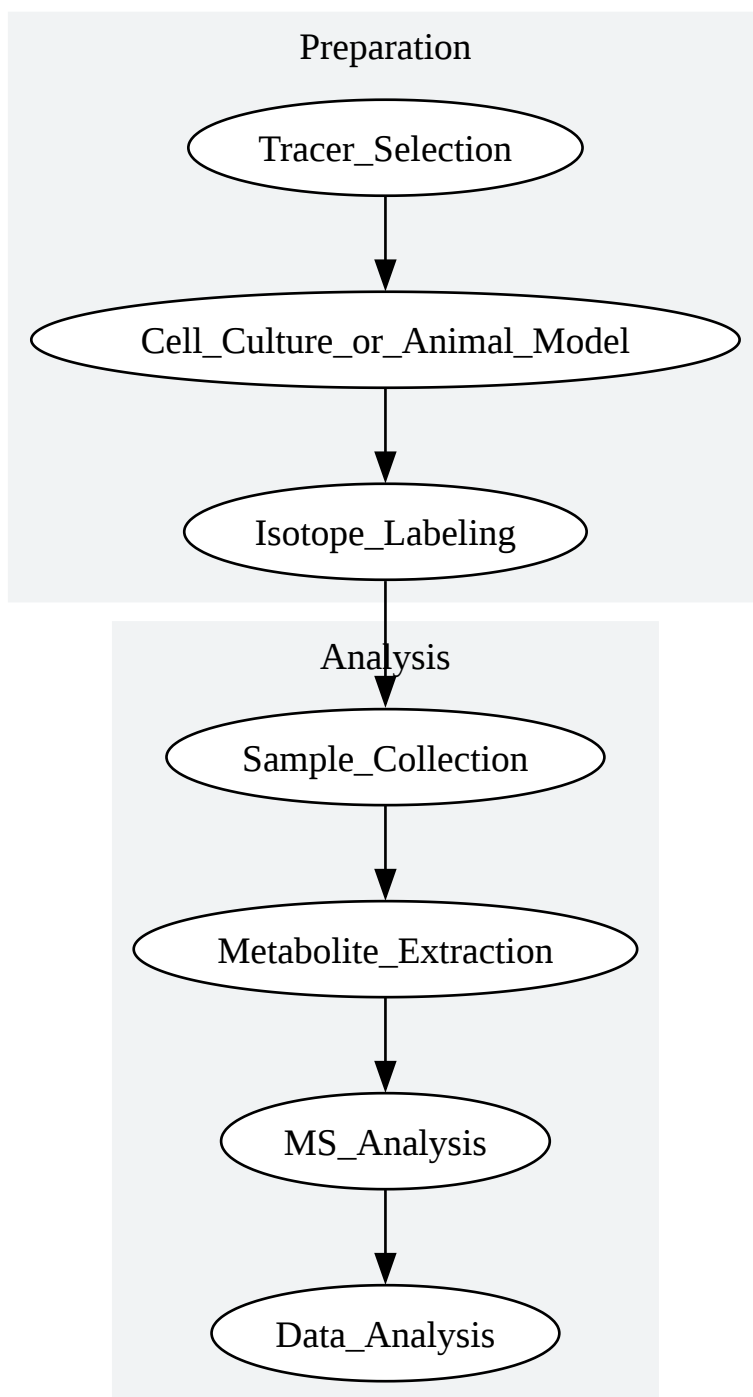 Preparation
Tracer_Selection
Cell_Culture_or_Animal_Model
Isotope_Labeling
Analysis
Sample_Collection
Metabolite_Extraction
MS_Analysis
Data_Analysis